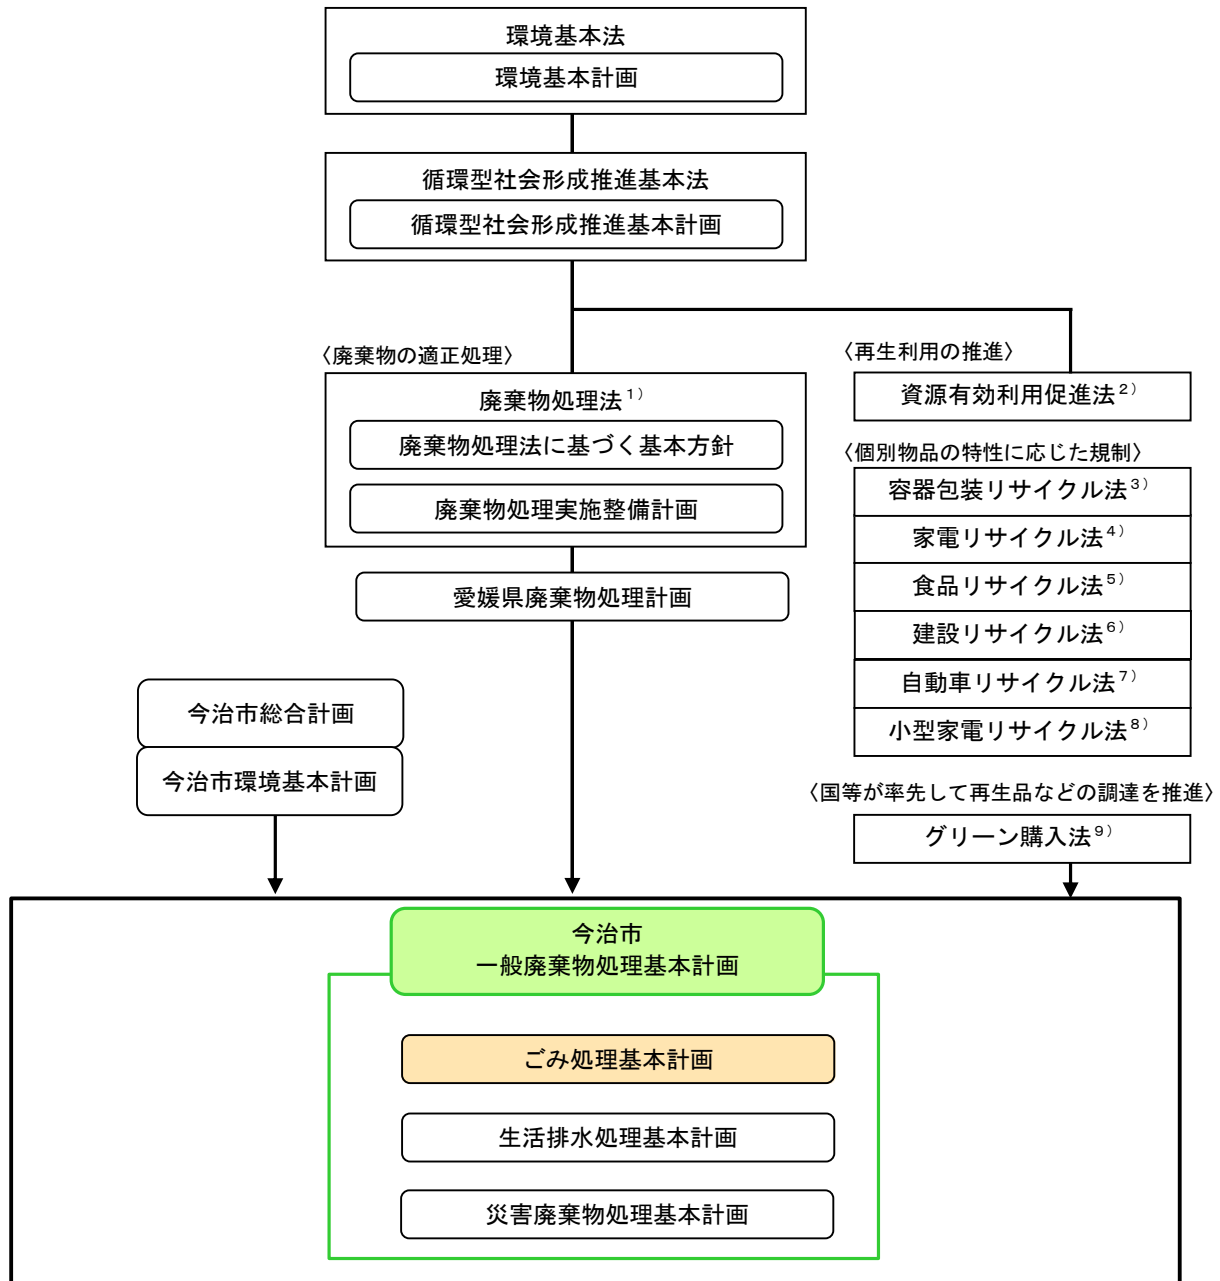 環境基本法
環境基本計画
循環型社会形成推進基本法
循環型社会形成推進基本計画
〈廃棄物の適正処理〉
廃棄物処理法1)
廃棄物処理法に基づく基本方針
廃棄物処理実施整備計画
愛媛県廃棄物処理計画
〈再生利用の推進〉
資源有効利用促進法2)
〈個別物品の特性に応じた規制〉
容器包装リサイクル法3)
家電リサイクル法4)
食品リサイクル法5)
建設リサイクル法6)
自動車リサイクル法7)
小型家電リサイクル法8)
〈国等が率先して再生品などの調達を推進〉
グリーン購入法9)
今治市総合計画
今治市環境基本計画
今治市
一般廃棄物処理基本計画
ごみ処理基本計画
生活排水処理基本計画
災害廃棄物処理基本計画